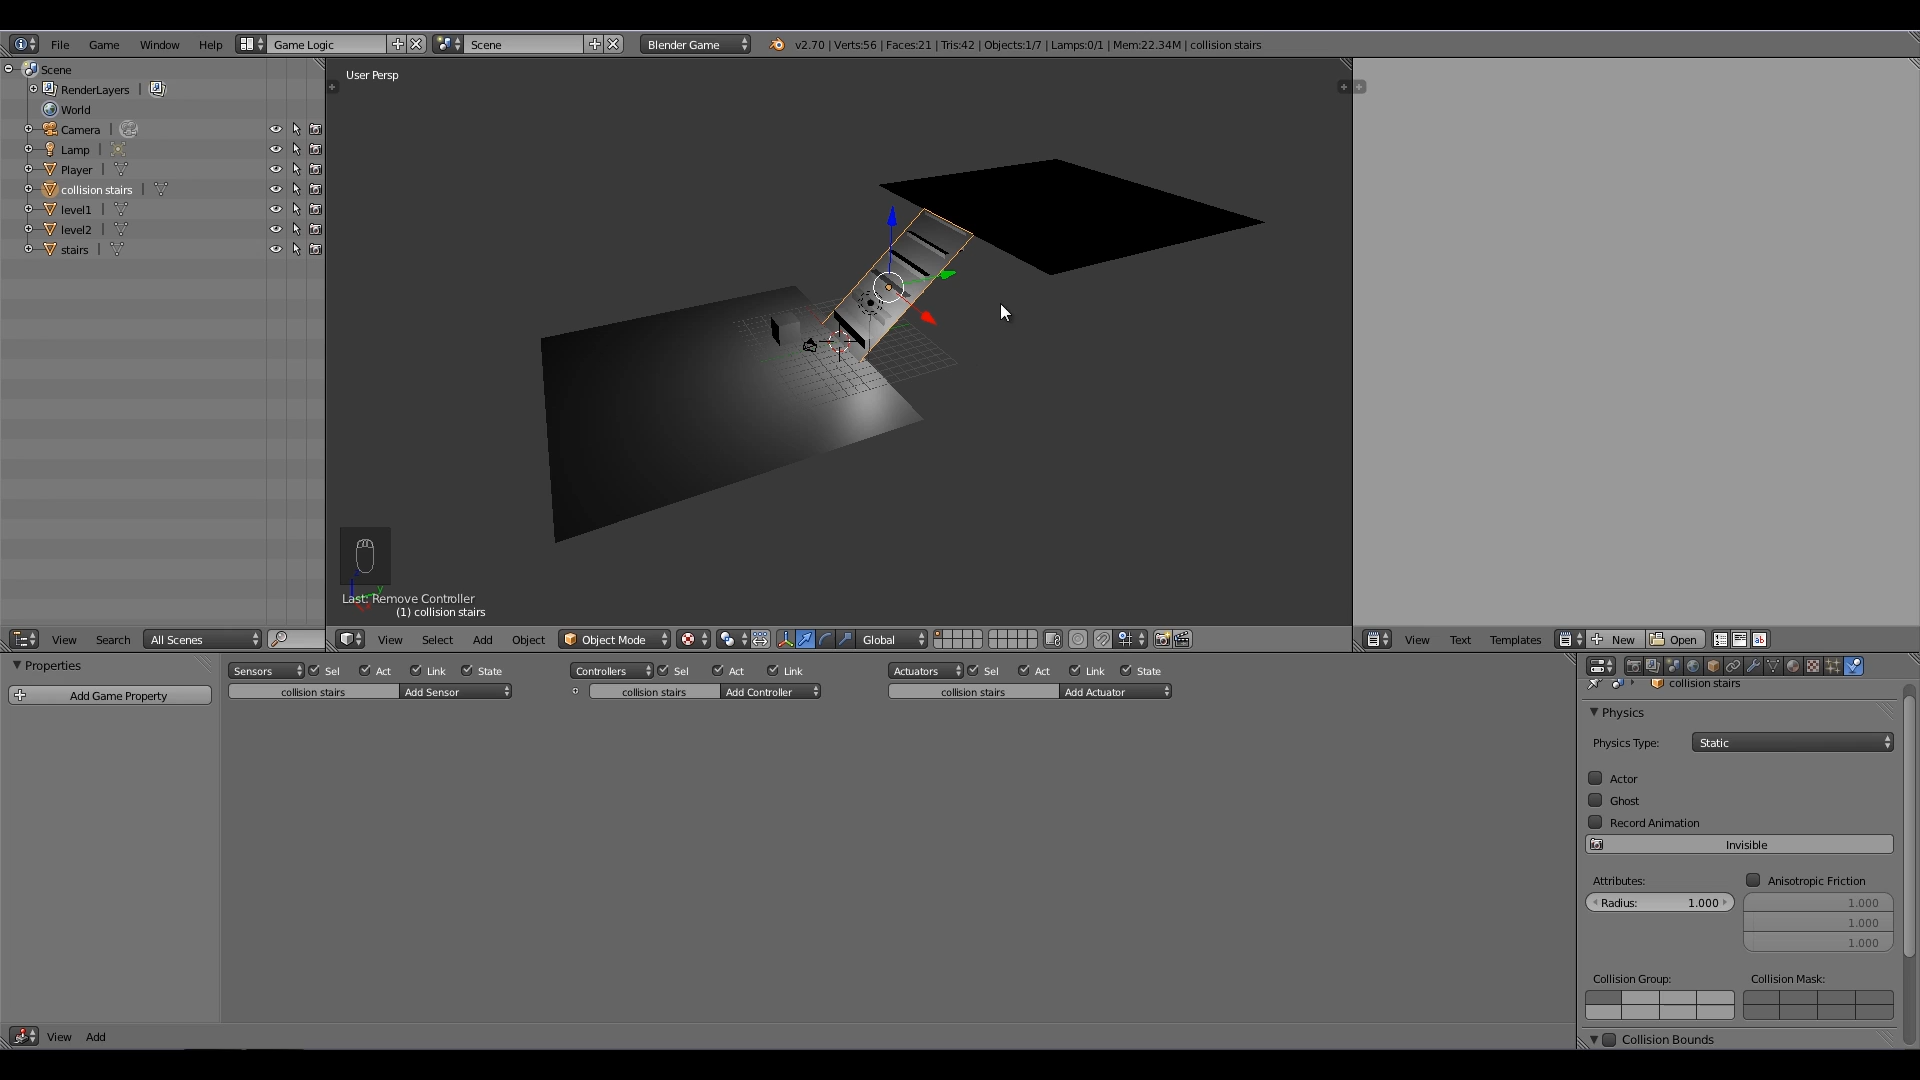 File Game Window Help Game Logic Scene Blender Game v2.70 | Verts:56 | Faces:21 | Tris:42 | Objects:1/7 | Lamps:0/1 | Mem:22.34M | collision stairs
Scene
RenderLayers
World
Camera
Lamp
Player
collision stairs
level1
level2
stairs
User Persp
Last: Remove Controller
(1) collision stairs
View Search All Scenes
View Select Add Object Object Mode Global
View Text Templates New Open
Properties
Add Game Property
Sensors Sel Act Link State Controllers Sel Act Link Actuators Sel Act Link State
collision stairs Add Sensor collision stairs Add Controller collision stairs Add Actuator
collision stairs
Physics
Physics Type: Static
Actor
Ghost
Record Animation
Invisible
Attributes: Anisotropic Friction
Radius: 1.000 1.000
1.000
1.000
Collision Group: Collision Mask:
Collision Bounds
View Add